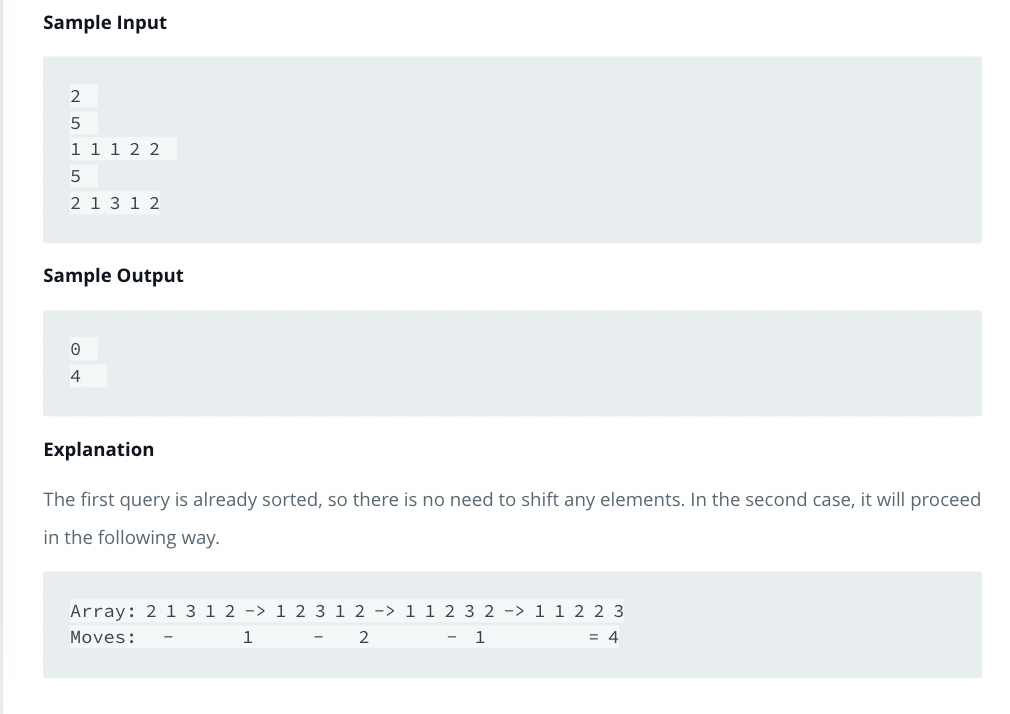 Sample Input
2
5
1 1 1 2 2
5
2 1 3 1 2
Sample Output
0
4
Explanation
The first query is already sorted, so there is no need to shift any elements. In the second case, it will proceed
in the following way.
Array: 2 1 3 1 2 -> 1 2 3 1 2 -> 1 1 2 3 2 -> 1 1 2 2 3
Moves:   -       1      -    2        -  1          = 4